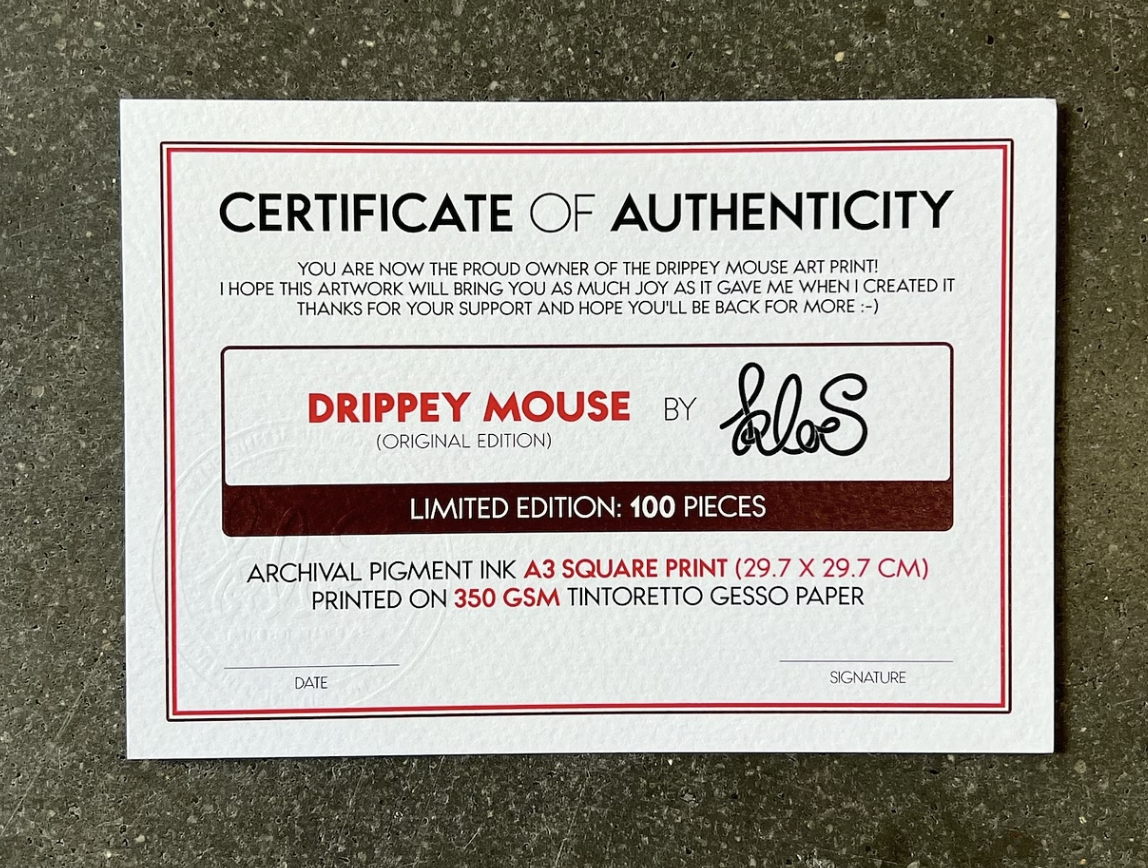 CERTIFICATE OF AUTHENTICITY
YOU ARE NOW THE PROUD OWNER OF THE DRIPPEY MOUSE ART PRINT!
I HOPE THIS ARTWORK WILL BRING YOU AS MUCH JOY AS IT GAVE ME WHEN I CREATED IT
THANKS FOR YOUR SUPPORT AND HOPE YOU'LL BE BACK FOR MORE :-)
DRIPPEY MOUSE BY
(ORIGINAL EDITION)
LIMITED EDITION: 100 PIECES
ARCHIVAL PIGMENT INK A3 SQUARE PRINT (29.7 X 29.7 CM)
PRINTED ON 350 GSM TINTORETTO GESSO PAPER
DATE
SIGNATURE